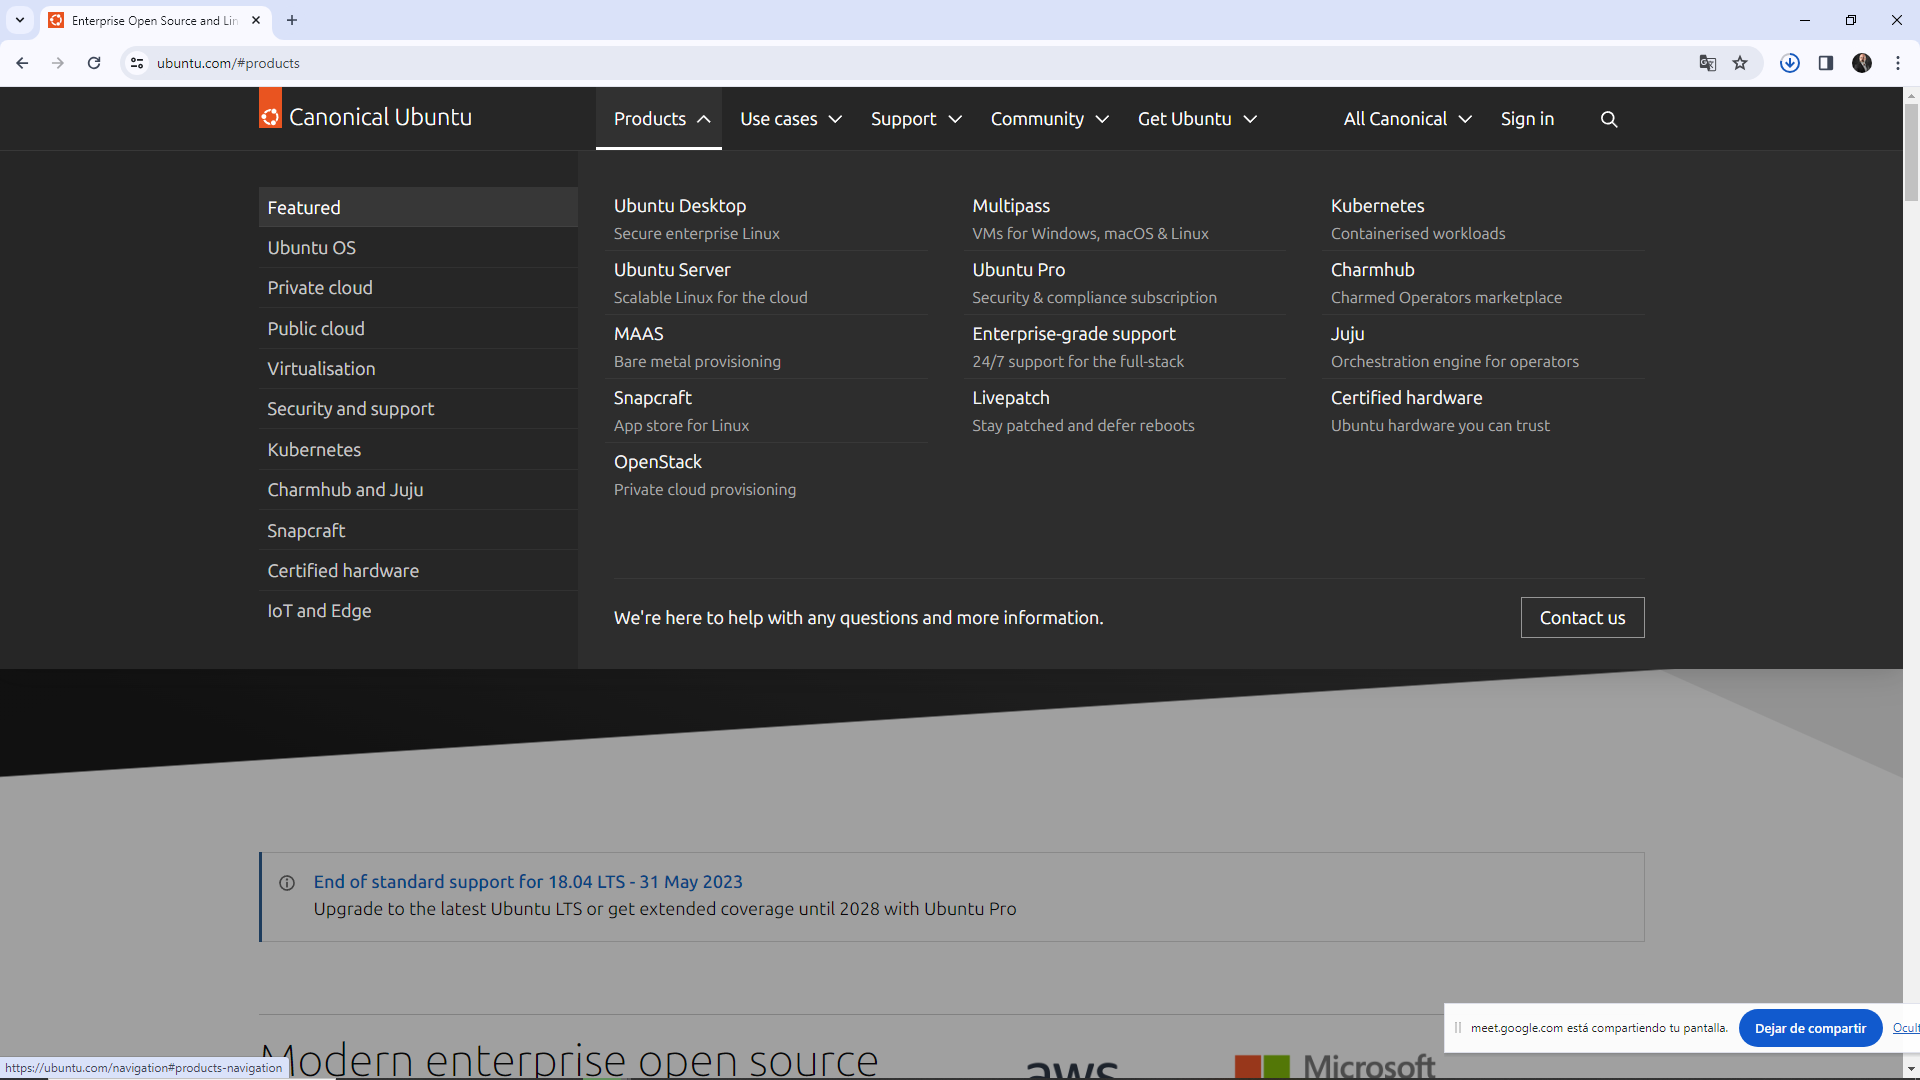 Enterprise Open Source and Lin
ubuntu.com/#products
Canonical Ubuntu
Products
Use cases
Support
Community
Get Ubuntu
All Canonical
Sign in
Featured
Ubuntu OS
Private cloud
Public cloud
Virtualisation
Security and support
Kubernetes
Charmhub and Juju
Snapcraft
Certified hardware
IoT and Edge
Ubuntu Desktop
Secure enterprise Linux
Ubuntu Server
Scalable Linux for the cloud
MAAS
Bare metal provisioning
Snapcraft
App store for Linux
OpenStack
Private cloud provisioning
Multipass
VMs for Windows, macOS & Linux
Ubuntu Pro
Security & compliance subscription
Enterprise-grade support
24/7 support for the full-stack
Livepatch
Stay patched and defer reboots
Kubernetes
Containerised workloads
Charmhub
Charmed Operators marketplace
Juju
Orchestration engine for operators
Certified hardware
Ubuntu hardware you can trust
We're here to help with any questions and more information.
Contact us
End of standard support for 18.04 LTS - 31 May 2023
Upgrade to the latest Ubuntu LTS or get extended coverage until 2028 with Ubuntu Pro
Modern enterprise open source
aws
Microsoft
meet.google.com está compartiendo tu pantalla.
Dejar de compartir
Ocult
https://ubuntu.com/navigation#products-navigation